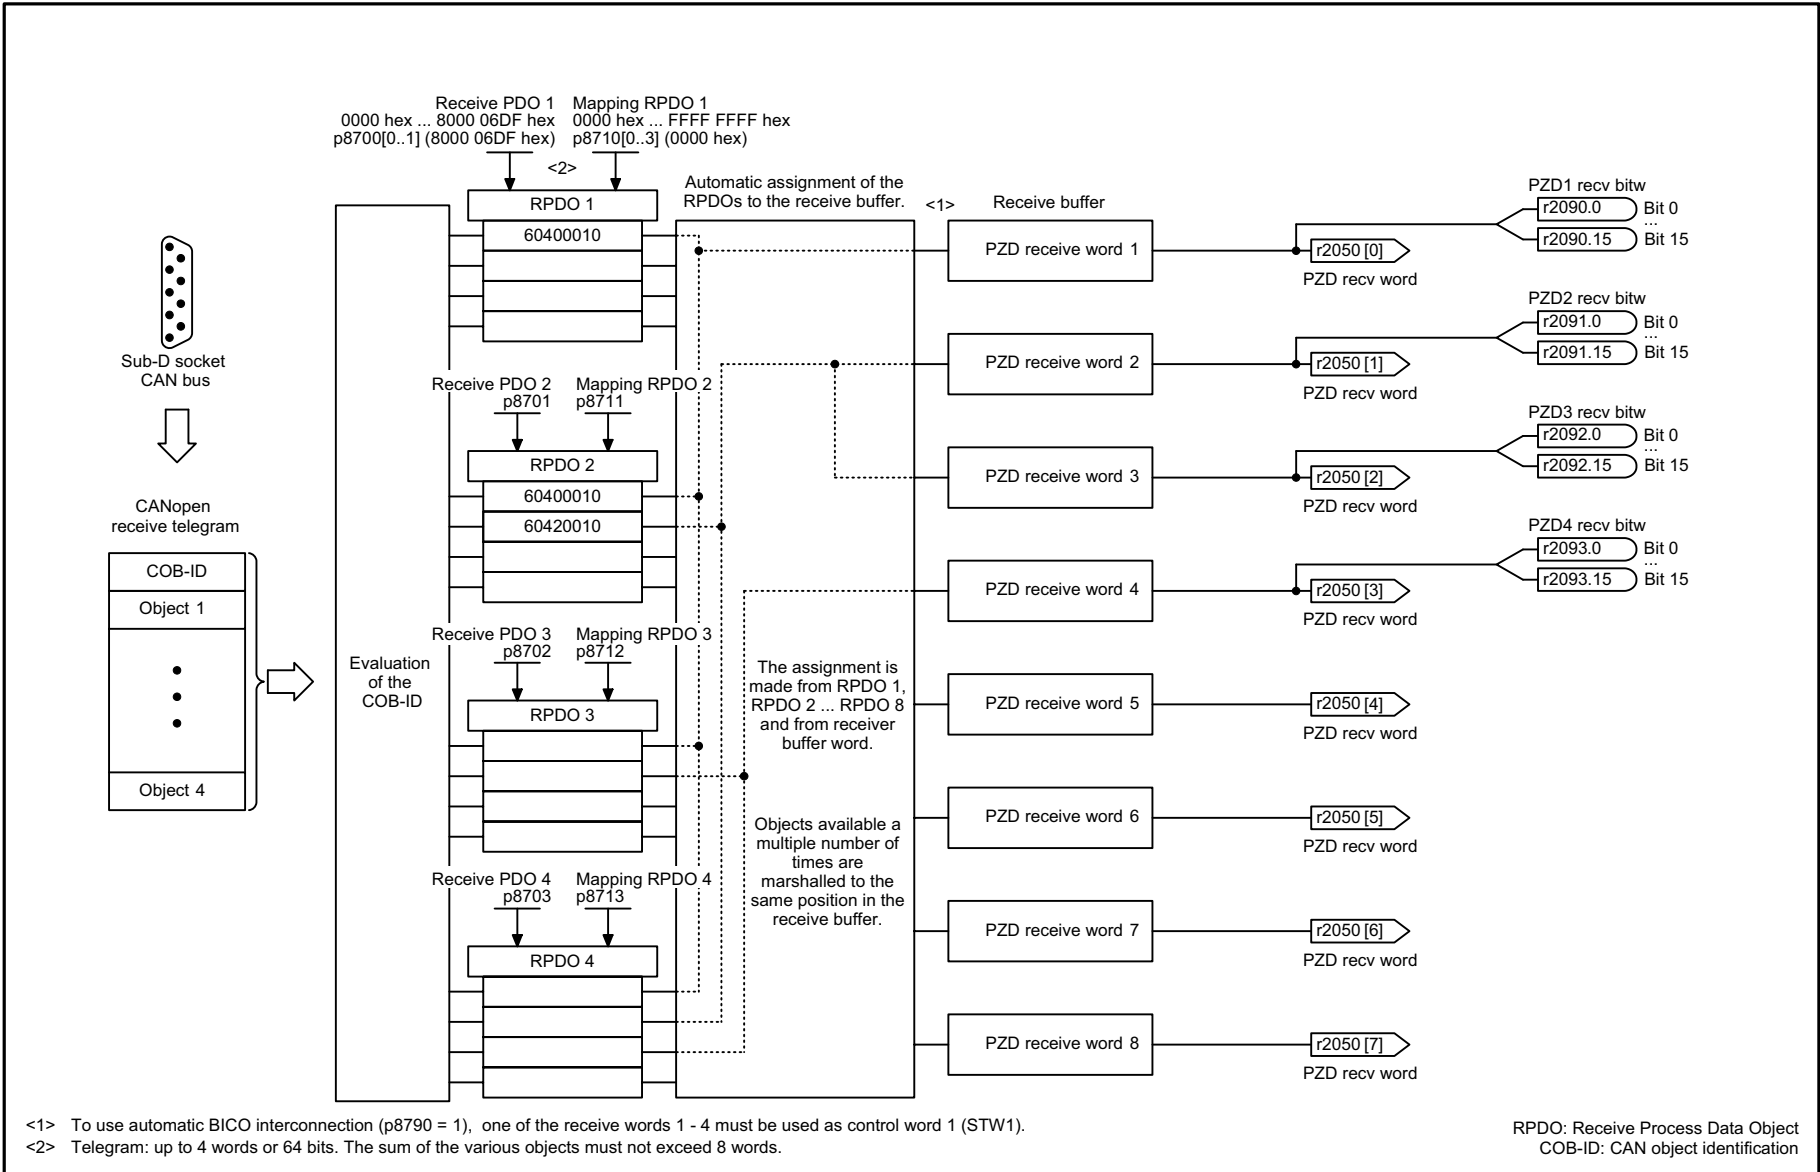 Receive PDO 1
0000 hex ... 8000 06DF hex
p8700[0..1] (8000 06DF hex)
Mapping RPDO 1
0000 hex ... FFFF FFFF hex
p8710[0..3] (0000 hex)
<2>
RPDO 1
60400010
Automatic assignment of the
RPDOs to the receive buffer.
<1>
Receive buffer
PZD receive word 1
r2050 [0]
PZD recv word
PZD1 recv bitw
r2090.0
Bit 0
...
r2090.15
Bit 15
Sub-D socket
CAN bus
PZD receive word 2
r2050 [1]
PZD recv word
PZD2 recv bitw
r2091.0
Bit 0
...
r2091.15
Bit 15
Receive PDO 2
p8701
Mapping RPDO 2
p8711
RPDO 2
60400010
60420010
PZD receive word 3
r2050 [2]
PZD recv word
PZD3 recv bitw
r2092.0
Bit 0
...
r2092.15
Bit 15
CANopen
receive telegram
COB-ID
Object 1
Object 4
Evaluation
of the
COB-ID
PZD receive word 4
r2050 [3]
PZD recv word
PZD4 recv bitw
r2093.0
Bit 0
...
r2093.15
Bit 15
Receive PDO 3
p8702
Mapping RPDO 3
p8712
RPDO 3
The assignment is
made from RPDO 1,
RPDO 2 ... RPDO 8
and from receiver
buffer word.
PZD receive word 5
r2050 [4]
PZD recv word
Objects available a
multiple number of
times are
marshalled to the
same position in the
receive buffer.
PZD receive word 6
r2050 [5]
PZD recv word
Receive PDO 4
p8703
Mapping RPDO 4
p8713
RPDO 4
PZD receive word 7
r2050 [6]
PZD recv word
PZD receive word 8
r2050 [7]
PZD recv word
<1> To use automatic BICO interconnection (p8790 = 1), one of the receive words 1 - 4 must be used as control word 1 (STW1).
<2> Telegram: up to 4 words or 64 bits. The sum of the various objects must not exceed 8 words.
RPDO: Receive Process Data Object
COB-ID: CAN object identification